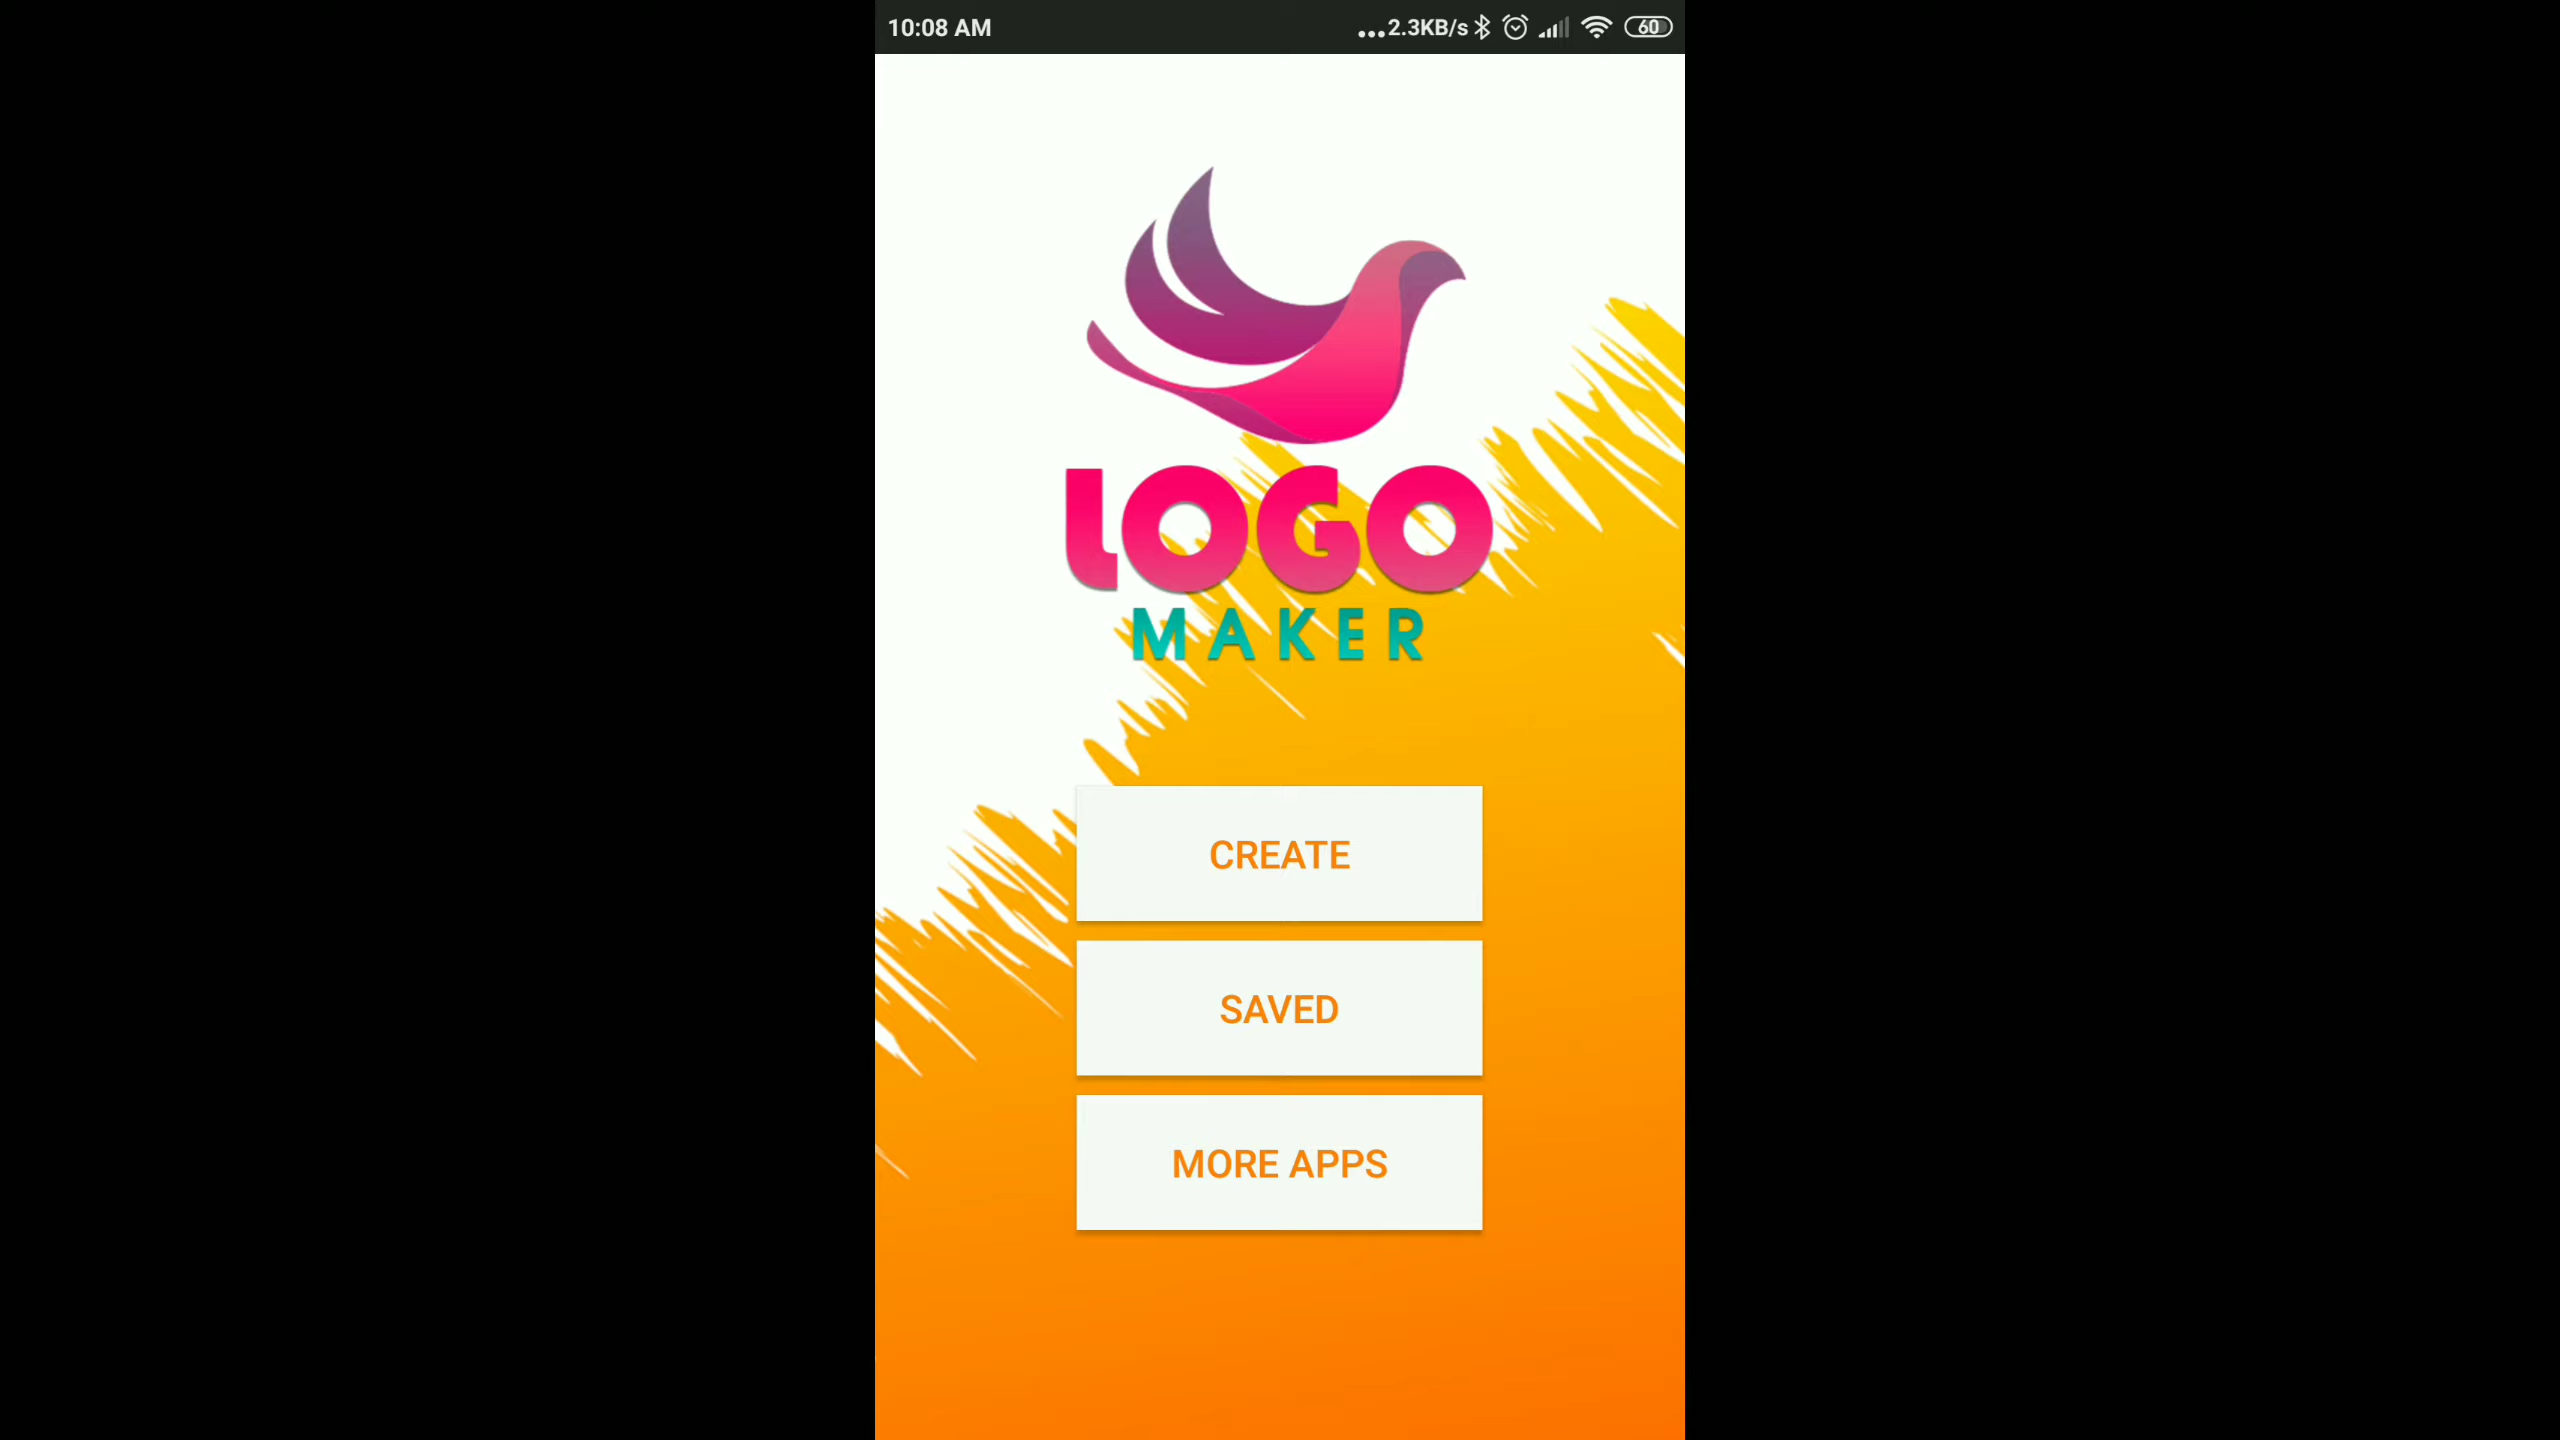 10:08 AM
...2.3KB/s 60
LOGO
MAKER
CREATE
SAVED
MORE APPS